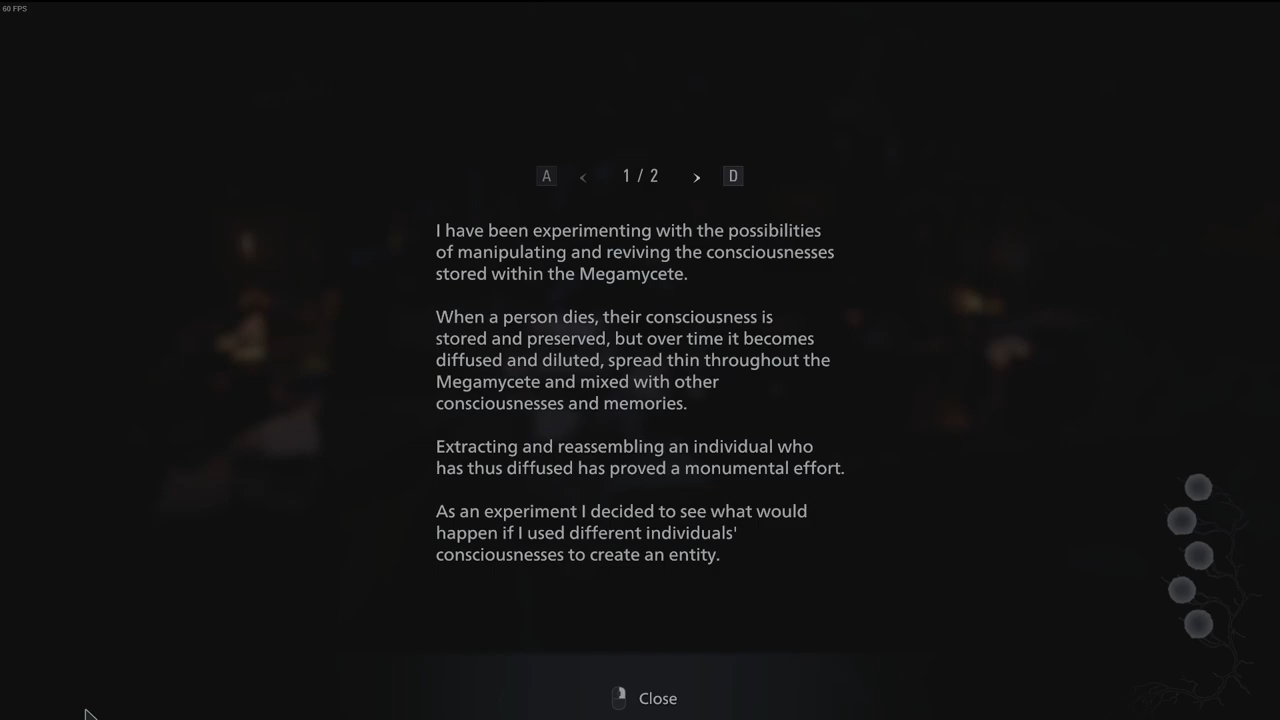 60 FPS
A < 1 / 2 > D
I have been experimenting with the possibilities
of manipulating and reviving the consciousnesses
stored within the Megamycete.
When a person dies, their consciousness is
stored and preserved, but over time it becomes
diffused and diluted, spread thin throughout the
Megamycete and mixed with other
consciousnesses and memories.
Extracting and reassembling an individual who
has thus diffused has proved a monumental effort.
As an experiment I decided to see what would
happen if I used different individuals'
consciousnesses to create an entity.
Close